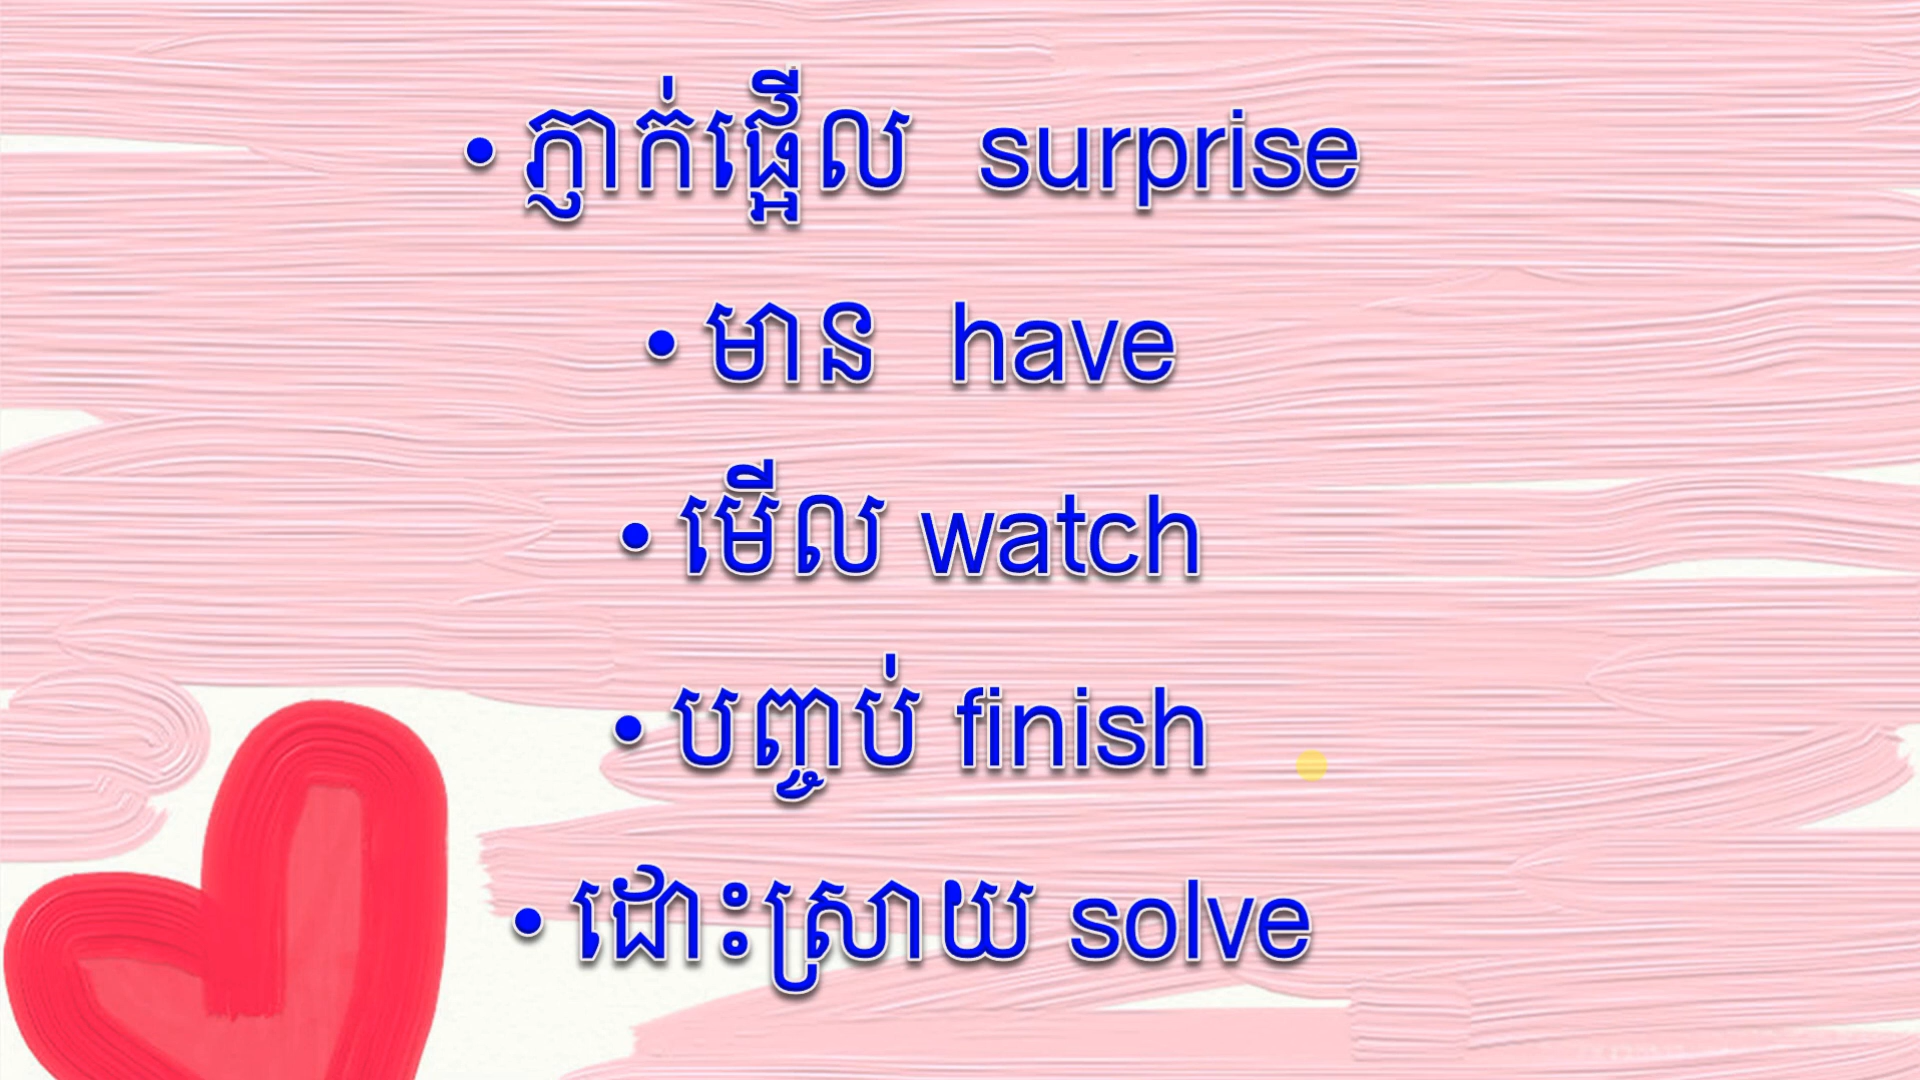 • ភ្ញាក់ផ្អើល surprise
• មាន have
• មើល watch
• បញ្ចប់ finish
• ដោះស្រាយ solve